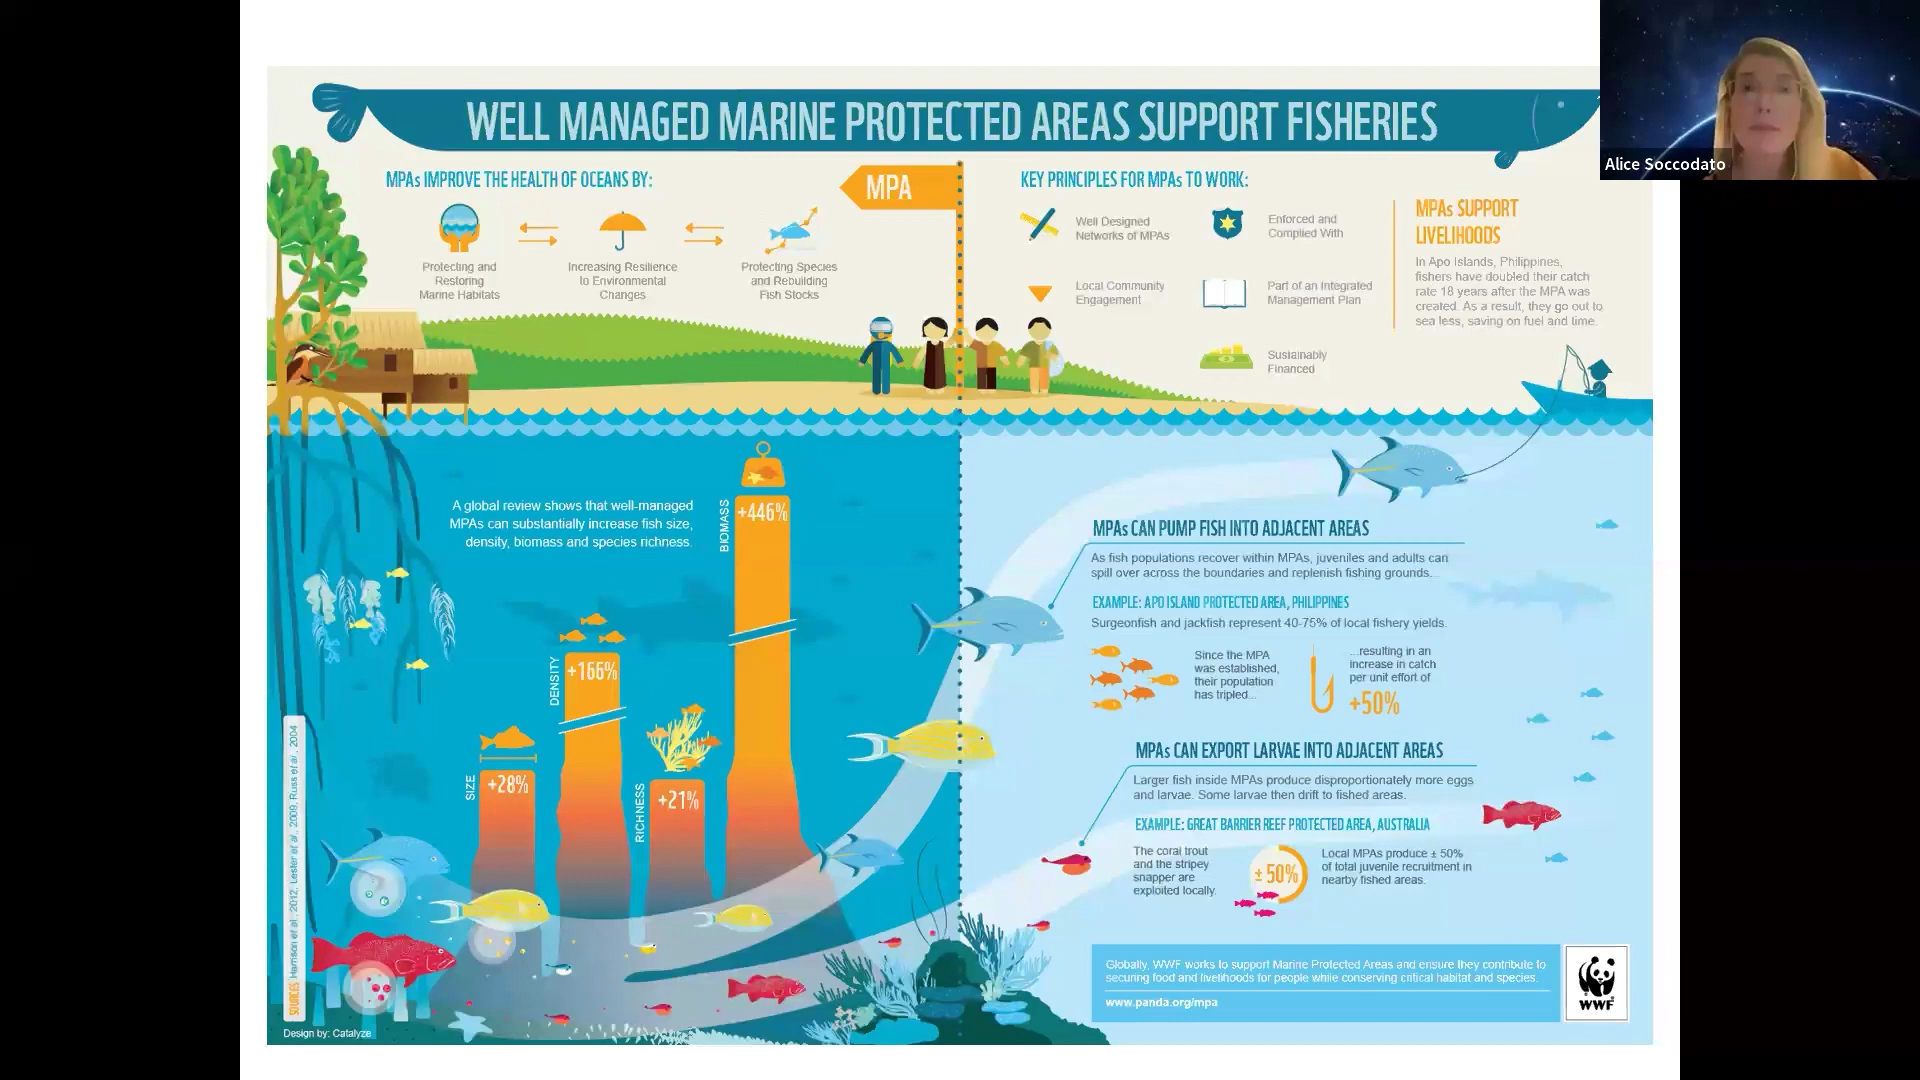 WELL MANAGED MARINE PROTECTED AREAS SUPPORT FISHERIES
Alice Soccodato
MPAs IMPROVE THE HEALTH OF OCEANS BY:
Protecting and
Restoring
Marine Habitats
Increasing Resilience
to Environmental
Changes
Protecting Species
and Rebuilding
Fish Stocks
MPA
KEY PRINCIPLES FOR MPAs TO WORK:
Well Designed
Networks of MPAs
Enforced and
Complied With
Local Community
Engagement
Part of an Integrated
Management Plan
Sustainably
Financed
MPAs SUPPORT
LIVELIHOODS
In Apo Islands, Philippines,
fishers have doubled their catch
rate 18 years after the MPA was
created. As a result, they go out to
sea less, saving on fuel and time.
A global review shows that well-managed
MPAs can substantially increase fish size,
density, biomass and species richness.
SIZE
+28%
DENSITY
+166%
RICHNESS
+21%
BIOMASS
+446%
MPAs CAN PUMP FISH INTO ADJACENT AREAS
As fish populations recover within MPAs, juveniles and adults can
spill over across the boundaries and replenish fishing grounds...
EXAMPLE: APO ISLAND PROTECTED AREA, PHILIPPINES
Surgeonfish and jackfish represent 40-75% of local fishery yields.
Since the MPA
was established,
their population
has tripled...
...resulting in an
increase in catch
per unit effort of
+50%
MPAs CAN EXPORT LARVAE INTO ADJACENT AREAS
Larger fish inside MPAs produce disproportionately more eggs
and larvae. Some larvae then drift to fished areas.
EXAMPLE: GREAT BARRIER REEF PROTECTED AREA, AUSTRALIA
The coral trout
and the stripey
snapper are
exploited locally.
± 50%
Local MPAs produce ± 50%
of total juvenile recruitment in
nearby fished areas.
Globally, WWF works to support Marine Protected Areas and ensure they contribute to
securing food and livelihoods for people while conserving critical habitat and species.
www.panda.org/mpa
WWF
SOURCES Harrison et al., 2012, Lester et al., 2009, Russ et al., 2004
Design by: Catalyze